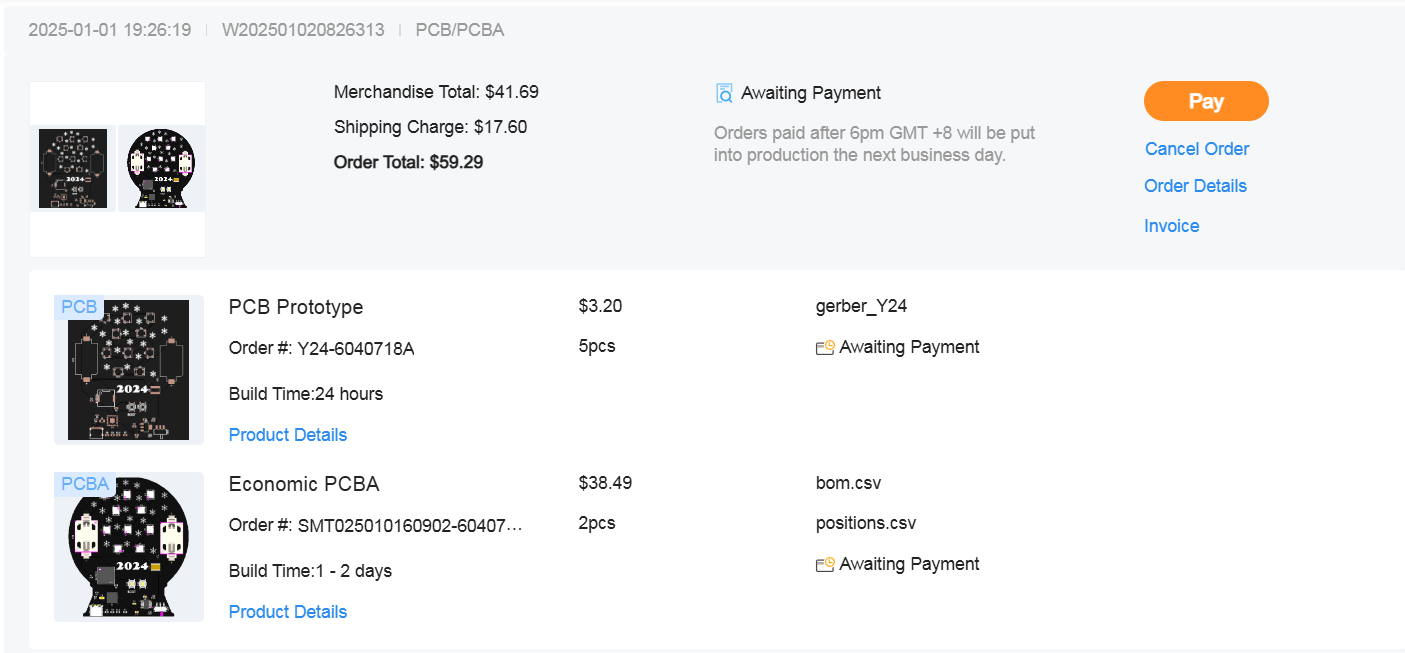 2025-01-01 19:26:19 | W202501020826313 | PCB/PCBA
Merchandise Total: $41.69
Shipping Charge: $17.60
Order Total: $59.29
Awaiting Payment
Orders paid after 6pm GMT +8 will be put
into production the next business day.
Pay
Cancel Order
Order Details
Invoice
2024
2024
PCB
2024
PCB Prototype
Order #: Y24-6040718A
Build Time:24 hours
Product Details
$3.20
5pcs
gerber_Y24
Awaiting Payment
PCBA
2024
Economic PCBA
Order #: SMT025010160902-60407…
Build Time:1 - 2 days
Product Details
$38.49
2pcs
bom.csv
positions.csv
Awaiting Payment